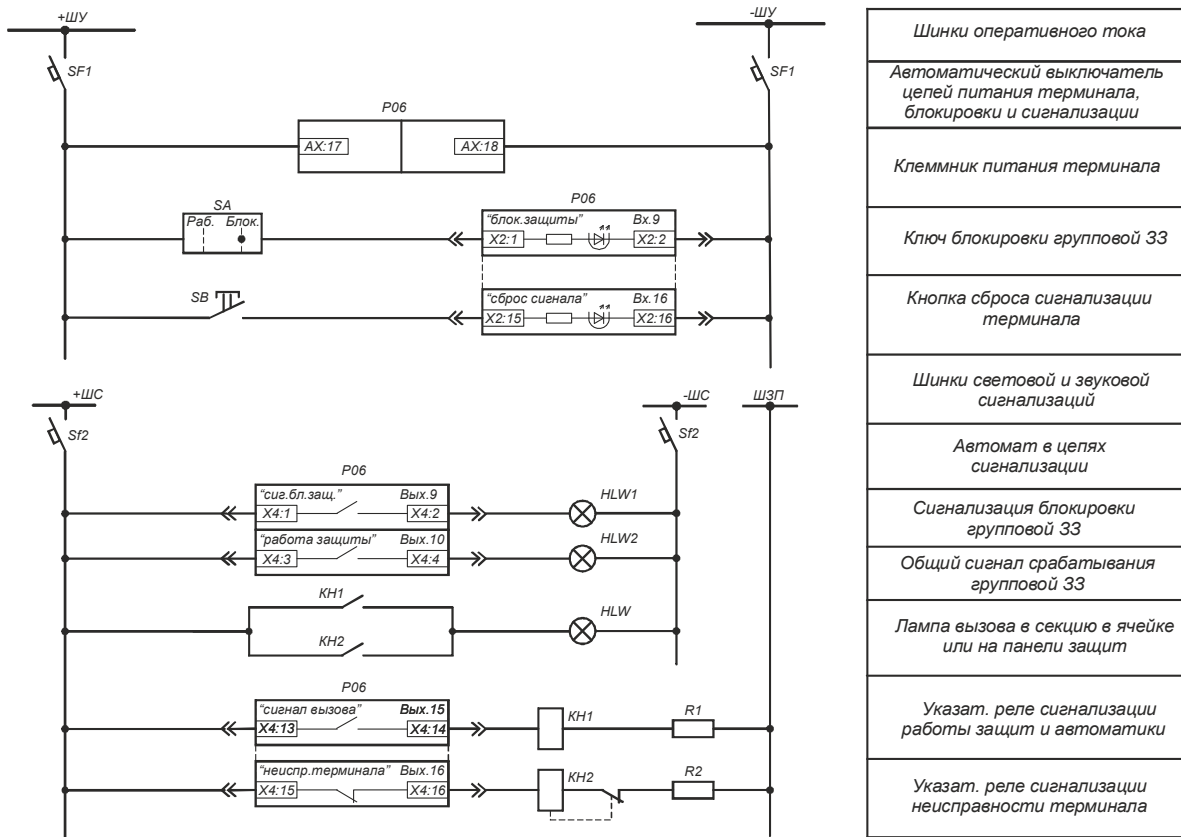 +ШУ
-ШУ
Шинки оперативного тока
SF1
SF1
Автоматический выключатель
цепей питания терминала,
блокировки и сигнализации
P06
AX:17
AX:18
Клеммник питания терминала
SA
Раб. Блок.
P06
"блок.защиты" Вх.9
X2:1
X2:2
Ключ блокировки групповой ЗЗ
SB
"сброс сигнала" Вх.16
X2:15
X2:16
Кнопка сброса сигнализации
терминала
+ШС
-ШС
ШЗП
Шинки световой и звуковой
сигнализаций
Sf2
Sf2
Автомат в цепях
сигнализации
P06
"сиг.бл.защ." Вых.9
X4:1
X4:2
HLW1
Сигнализация блокировки
групповой ЗЗ
"работа защиты" Вых.10
X4:3
X4:4
HLW2
Общий сигнал срабатывания
групповой ЗЗ
КН1
КН2
HLW
Лампа вызова в секцию в ячейке
или на панели защит
P06
"сигнал вызова" Вых.15
X4:13
X4:14
КН1
R1
Указат. реле сигнализации
работы защит и автоматики
"неиспр.терминала" Вых.16
X4:15
X4:16
КН2
R2
Указат. реле сигнализации
неисправности терминала